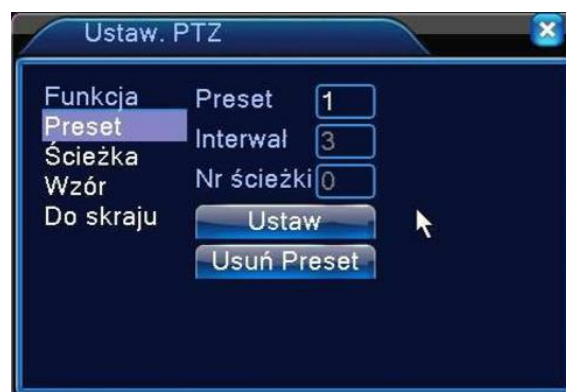 Ustaw. PTZ
Funkcja
Preset
Ścieżka
Wzór
Do skraju
Preset 1
Interwał 3
Nr ścieżki 0
Ustaw
Usuń Preset